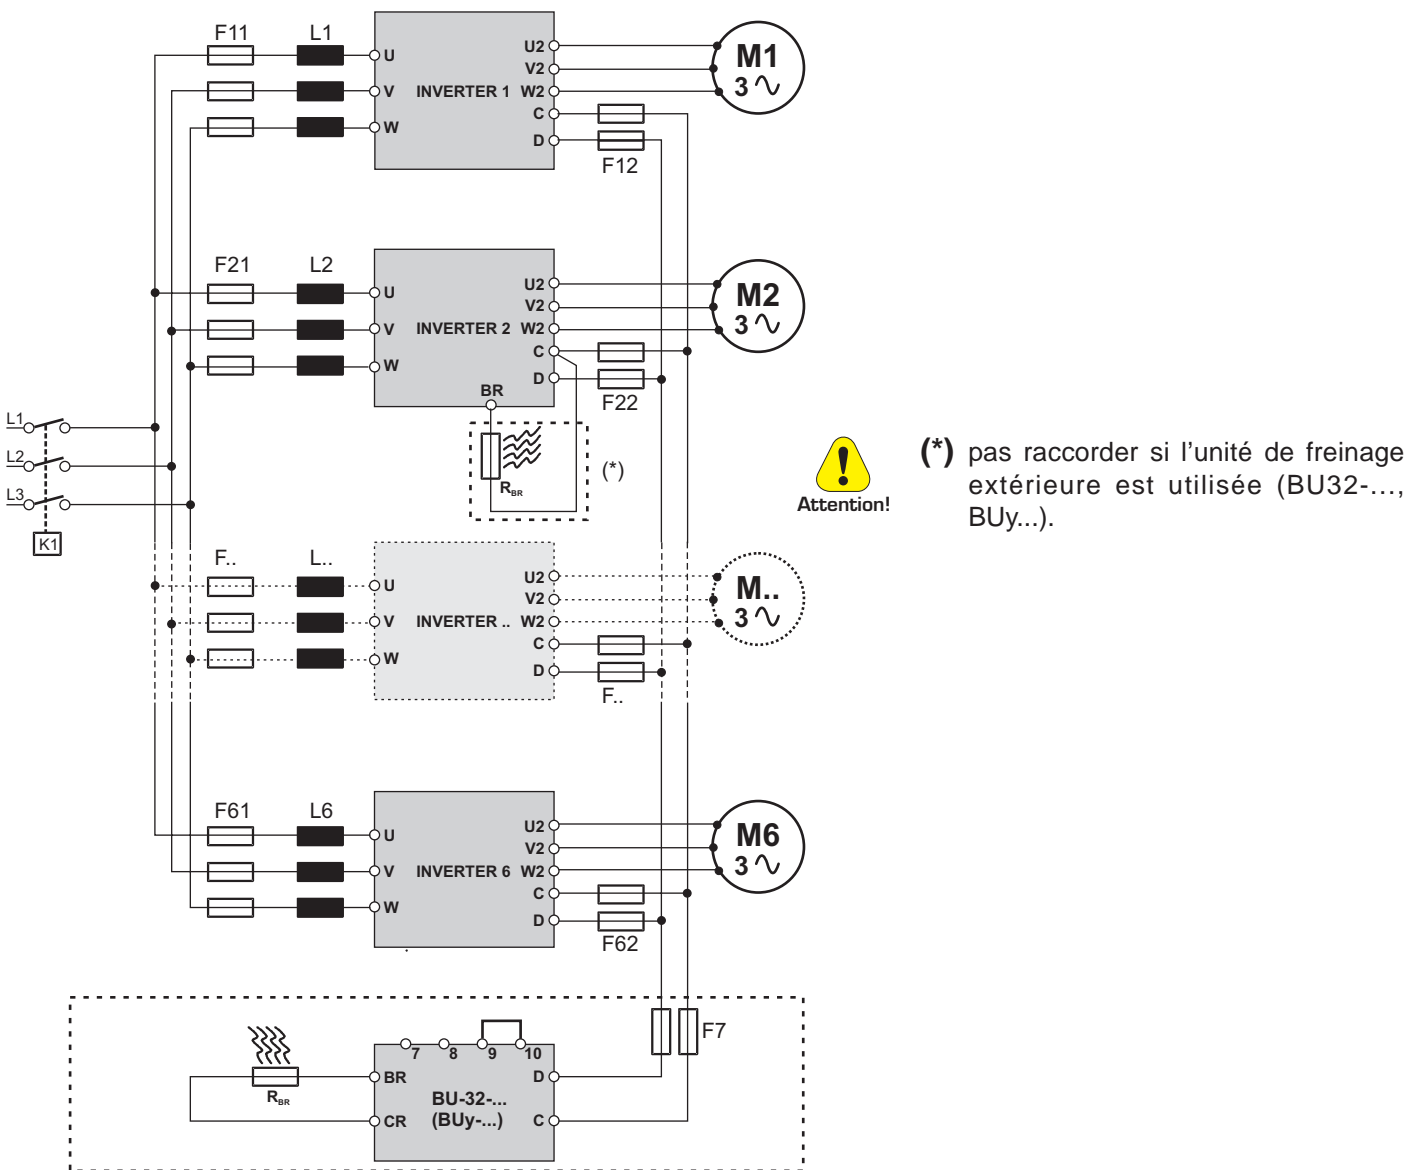 F11 L1
U
V
W
INVERTER 1
U2
V2
W2
C
D
F12
M1
3
F21 L2
U
V
W
INVERTER 2
U2
V2
W2
C
D
BR
F22
M2
3
RBR
(*)
L1
L2
L3
K1
Attention!
(*) pas raccorder si l'unité de freinage
extérieure est utilisée (BU32-...,
BUy...).
F.. L..
U
V
W
INVERTER ..
U2
V2
W2
C
D
F..
M..
3
F61 L6
U
V
W
INVERTER 6
U2
V2
W2
C
D
F62
M6
3
F7
7 8 9 10
RBR
BR
CR
BU-32-...
(BUy-...)
D
C